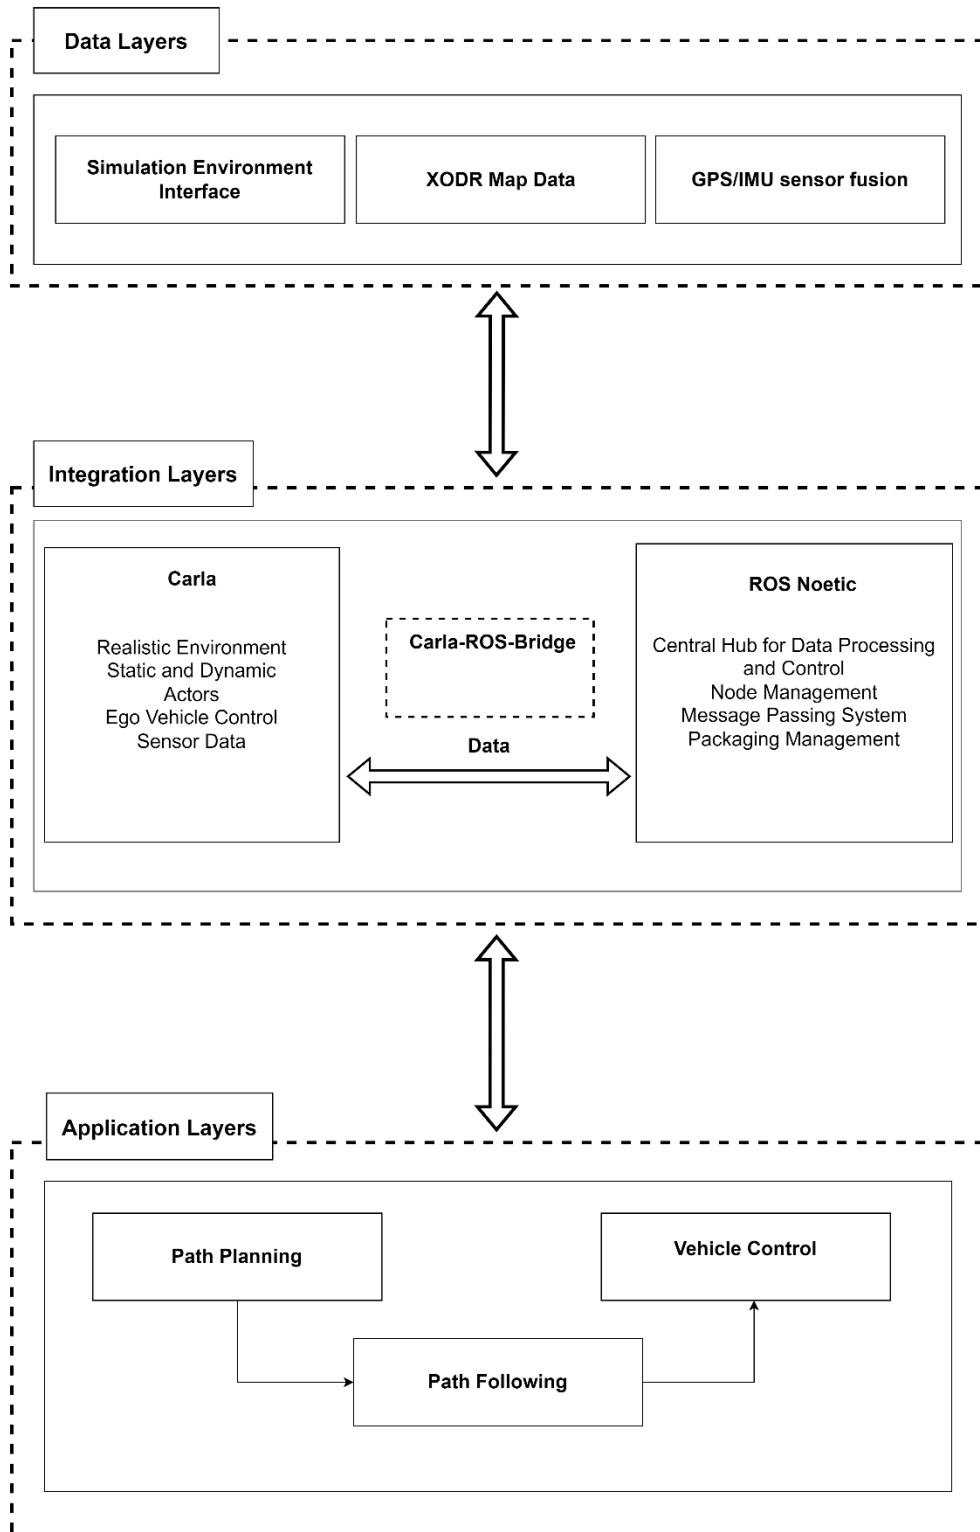 Data Layers
Simulation Environment
Interface
XODR Map Data
GPS/IMU sensor fusion
Integration Layers
Carla
Realistic Environment
Static and Dynamic
Actors
Ego Vehicle Control
Sensor Data
Carla-ROS-Bridge
Data
ROS Noetic
Central Hub for Data Processing
and Control
Node Management
Message Passing System
Packaging Management
Application Layers
Path Planning
Vehicle Control
Path Following